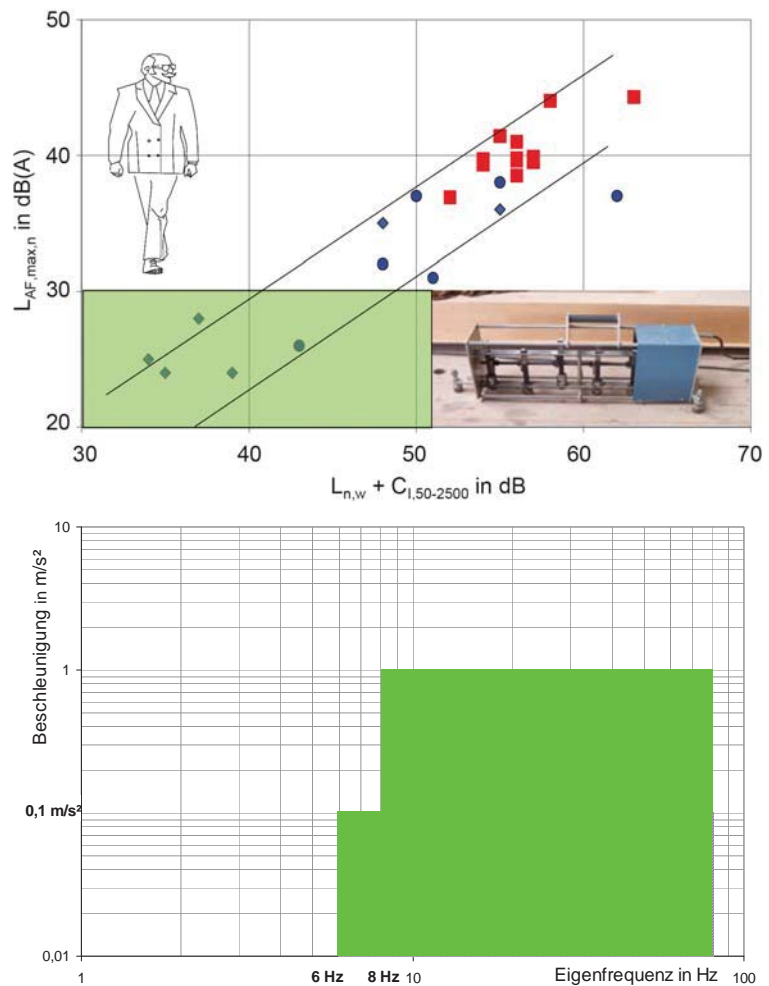 50
40
30
20
L_AF,max,n in dB(A)
30 40 50 60 70
L_n,w + C_I,50-2500 in dB
10
1
0,1 m/s²
0,01
Beschleunigung in m/s²
1 6 Hz 8 Hz 10 Eigenfrequenz in Hz 100